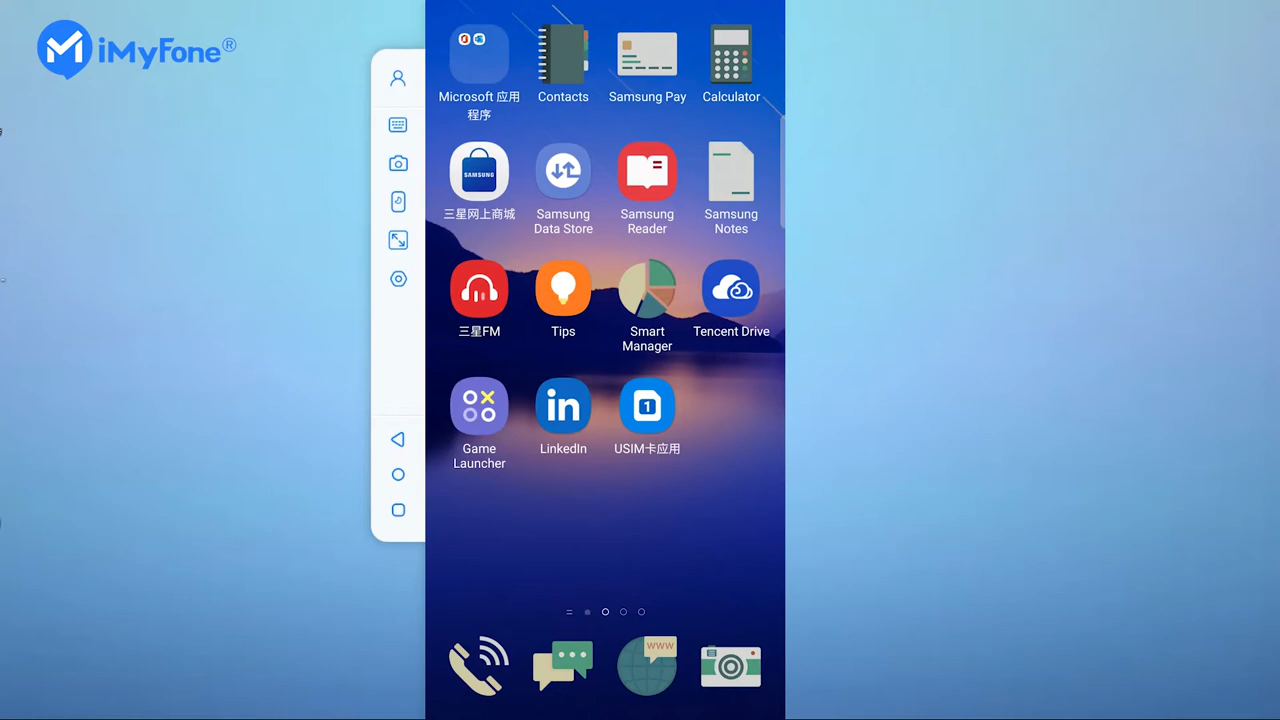 iMyFone®
Microsoft 应用
程序
Contacts
Samsung Pay
Calculator
SAMSUNG
三星网上商城
Samsung
Data Store
Samsung
Reader
Samsung
Notes
三星FM
Tips
Smart
Manager
Tencent Drive
Game
Launcher
in
LinkedIn
1
USIM卡应用
WWW